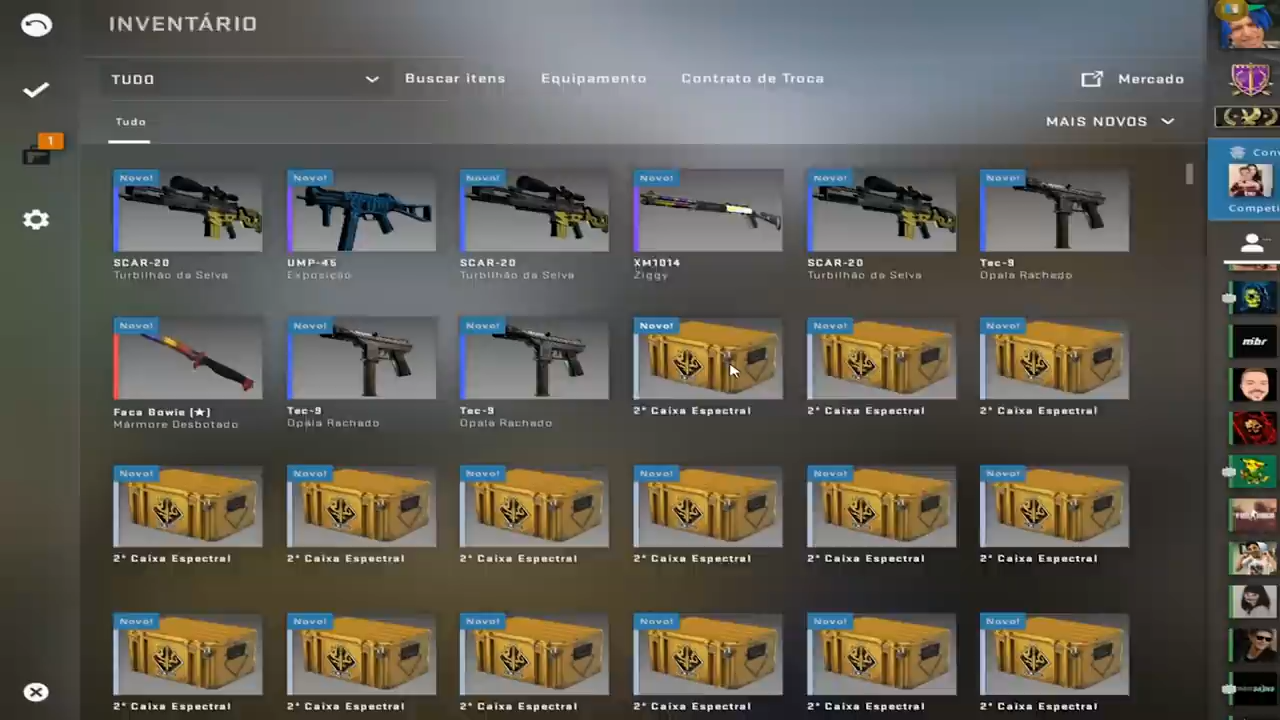 INVENTÁRIO
TUDO
Buscar itens
Equipamento
Contrato de Troca
Mercado
Tudo
MAIS NOVOS
1
Novo! Novo! Novo! Novo! Novo! Novo!
SCAR-20 UMP-45 SCAR-20 XM1014 SCAR-20 Tec-9
Turbilhão da Selva Exposição Turbilhão da Selva Ziggy Turbilhão da Selva Opala Rachado
Novo! Novo! Novo! Novo! Novo! Novo!
Faca Bowie [★] Tec-9 Tec-9 2ª Caixa Espectral 2ª Caixa Espectral 2ª Caixa Espectral
Mármore Desbotado Opala Rachado Opala Rachado
Novo! Novo! Novo! Novo! Novo! Novo!
2ª Caixa Espectral 2ª Caixa Espectral 2ª Caixa Espectral 2ª Caixa Espectral 2ª Caixa Espectral 2ª Caixa Espectral
Novo! Novo! Novo! Novo! Novo! Novo!
2ª Caixa Espectral 2ª Caixa Espectral 2ª Caixa Espectral 2ª Caixa Espectral 2ª Caixa Espectral 2ª Caixa Espectral
Conv
Competi
mibr